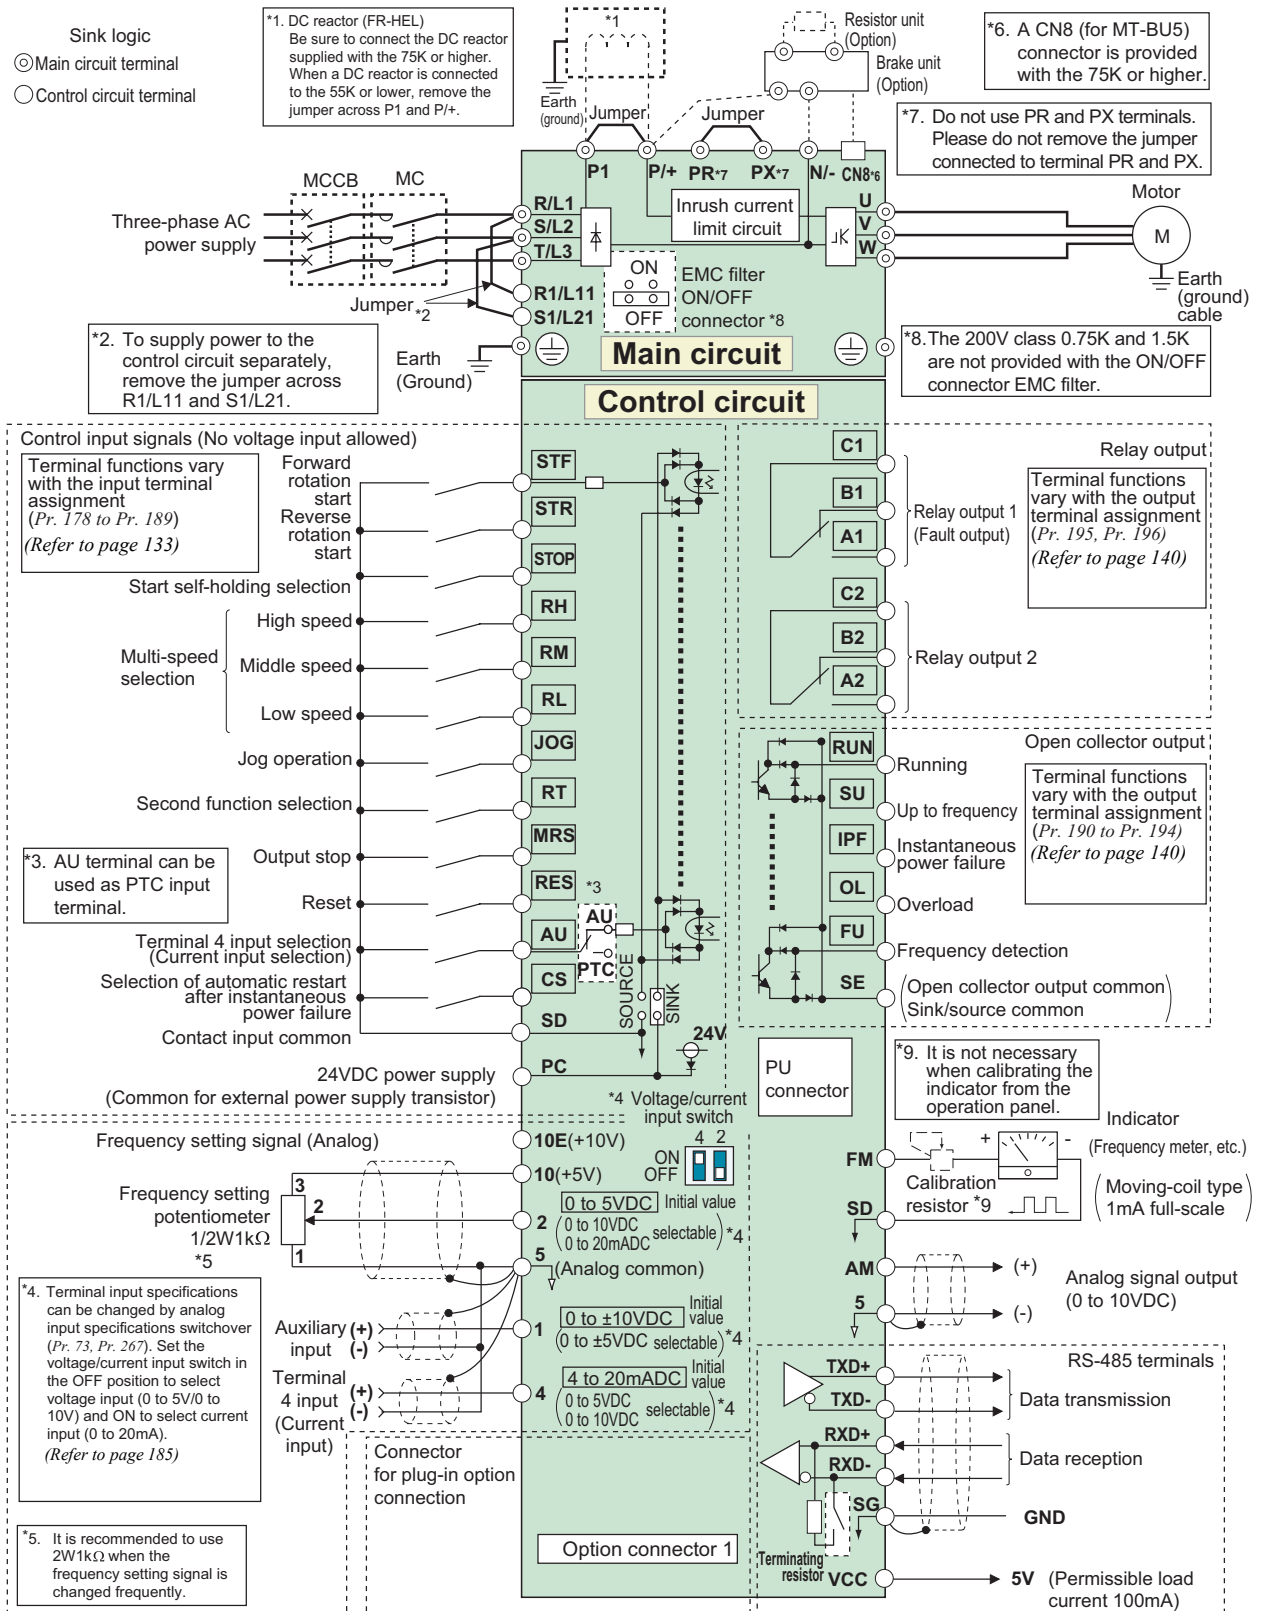 Sink logic
Main circuit terminal
Control circuit terminal
*1. DC reactor (FR-HEL)
Be sure to connect the DC reactor
supplied with the 75K or higher.
When a DC reactor is connected
to the 55K or lower, remove the
jumper across P1 and P/+.
*1
Earth
(ground)
Jumper
Jumper
Resistor unit
(Option)
Brake unit
(Option)
*6. A CN8 (for MT-BU5)
connector is provided
with the 75K or higher.
*7. Do not use PR and PX terminals.
Please do not remove the jumper
connected to terminal PR and PX.
P1
P/+
PR*7
PX*7
N/-
CN8*6
MCCB
MC
Three-phase AC
power supply
R/L1
S/L2
T/L3
R1/L11
S1/L21
Inrush current
limit circuit
U
V
W
Motor
M
Earth
(ground)
cable
ON
OFF
EMC filter
ON/OFF
connector *8
Jumper
*2
*2. To supply power to the
control circuit separately,
remove the jumper across
R1/L11 and S1/L21.
Earth
(Ground)
Main circuit
*8.The 200V class 0.75K and 1.5K
are not provided with the ON/OFF
connector EMC filter.
Control circuit
Control input signals (No voltage input allowed)
Terminal functions vary
with the input terminal
assignment
(Pr. 178 to Pr. 189)
(Refer to page 133)
Forward
rotation
start
Reverse
rotation
start
Start self-holding selection
Multi-speed
selection
High speed
Middle speed
Low speed
Jog operation
Second function selection
Output stop
Reset
Terminal 4 input selection
(Current input selection)
Selection of automatic restart
after instantaneous
power failure
Contact input common
24VDC power supply
(Common for external power supply transistor)
*3. AU terminal can be
used as PTC input
terminal.
STF
STR
STOP
RH
RM
RL
JOG
RT
MRS
RES
AU
CS
SD
PC
*3
AU
PTC
SOURCE
SINK
24V
C1
B1
A1
C2
B2
A2
Relay output
Relay output 1
(Fault output)
Relay output 2
Terminal functions
vary with the output
terminal assignment
(Pr. 195, Pr. 196)
(Refer to page 140)
RUN
SU
IPF
OL
FU
SE
Open collector output
Running
Up to frequency
Instantaneous
power failure
Overload
Frequency detection
(Open collector output common
Sink/source common)
Terminal functions
vary with the output
terminal assignment
(Pr. 190 to Pr. 194)
(Refer to page 140)
PU
connector
*9. It is not necessary
when calibrating the
indicator from the
operation panel.
*4 Voltage/current
input switch
4 2
ON
OFF
Frequency setting signal (Analog)
Frequency setting
potentiometer
1/2W1kΩ
*5
3
2
1
10E(+10V)
10(+5V)
2
0 to 5VDC Initial value
(0 to 10VDC
0 to 20mADC selectable)*4
5
(Analog common)
Auxiliary (+)
input (-)
1
0 to ±10VDC Initial
value
(0 to ±5VDC selectable)*4
Terminal
4 input
(Current
input)
(+)
(-)
4
4 to 20mADC Initial
value
(0 to 5VDC
0 to 10VDC selectable)*4
*4. Terminal input specifications
can be changed by analog
input specifications switchover
(Pr. 73, Pr. 267). Set the
voltage/current input switch in
the OFF position to select
voltage input (0 to 5V/0 to
10V) and ON to select current
input (0 to 20mA).
(Refer to page 185)
*5. It is recommended to use
2W1kΩ when the
frequency setting signal is
changed frequently.
Connector
for plug-in option
connection
Option connector 1
FM
SD
Calibration
resistor *9
+
-
Indicator
(Frequency meter, etc.)
(Moving-coil type
1mA full-scale)
AM
5
(+)
(-)
Analog signal output
(0 to 10VDC)
RS-485 terminals
TXD+
TXD-
RXD+
RXD-
SG
VCC
Data transmission
Data reception
GND
Terminating
resistor
5V (Permissible load
current 100mA)